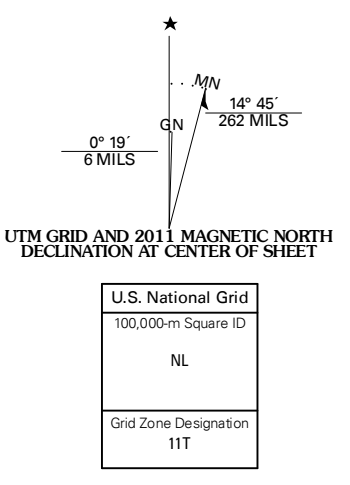 MN
GN
14° 45´
262 MILS
0° 19´
6 MILS
UTM GRID AND 2011 MAGNETIC NORTH
DECLINATION AT CENTER OF SHEET
U.S. National Grid
100,000-m Square ID
NL
Grid Zone Designation
11T